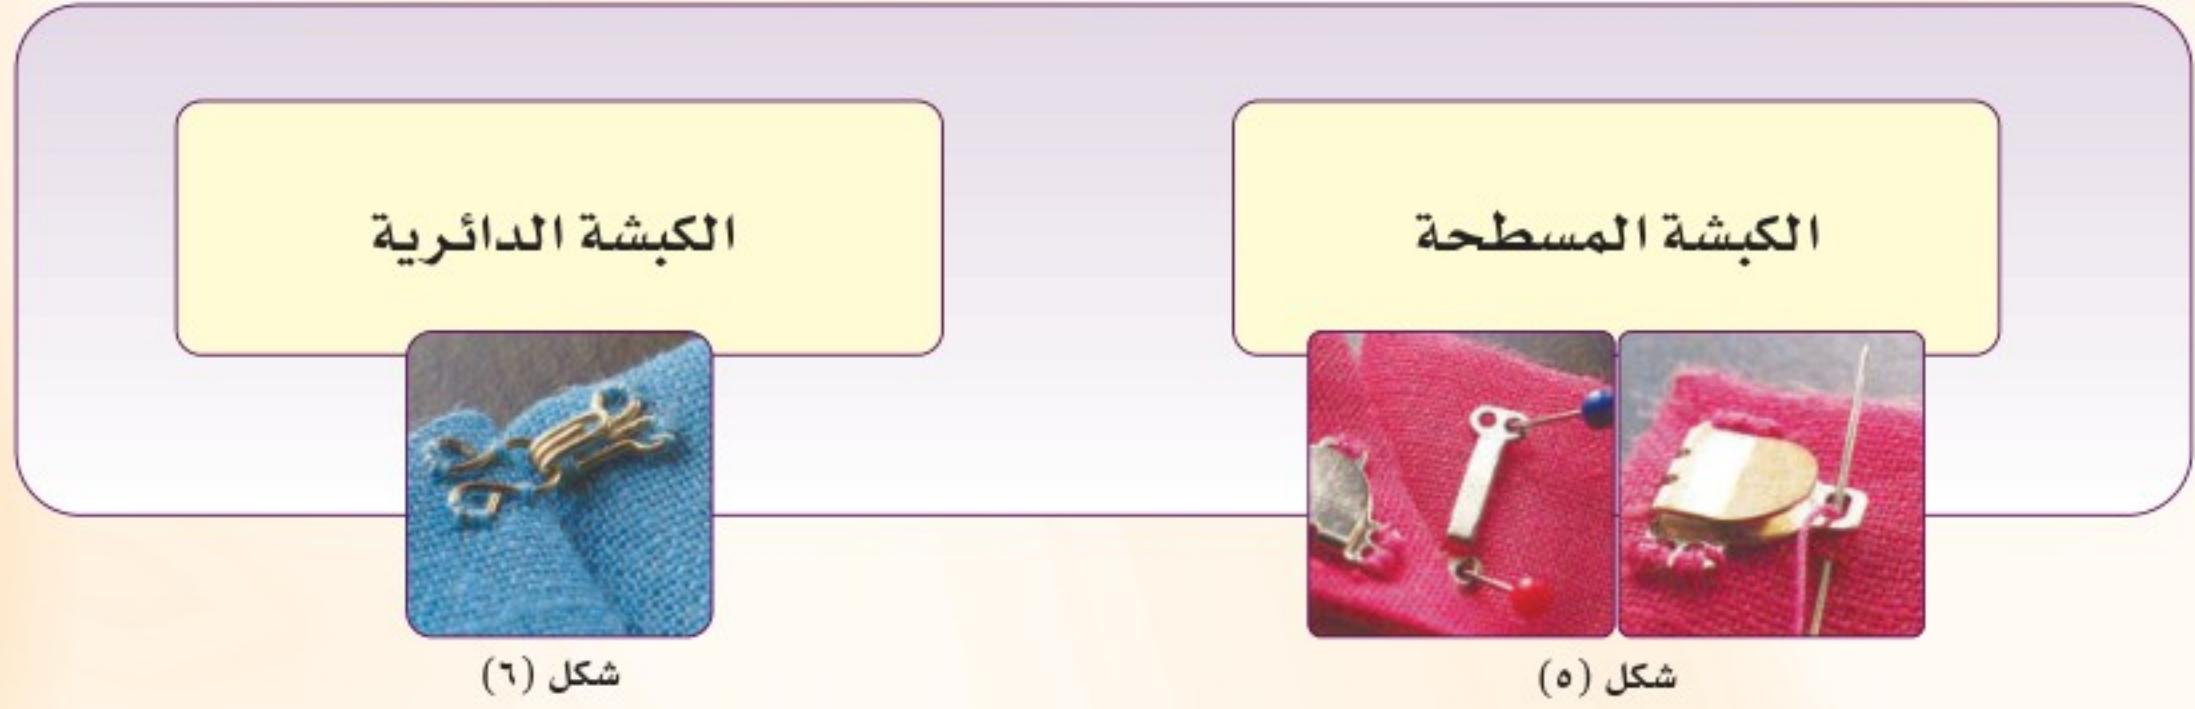 الكبشة المسطحة
الكبشة الدائرية
شكل (٥)
شكل (٦)